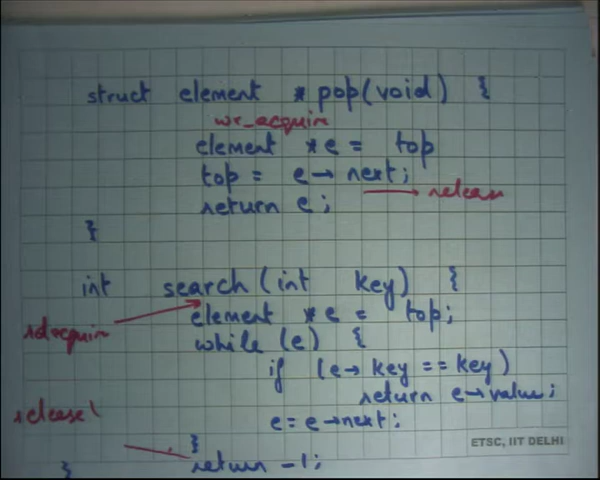 struct element * pop(void) {
wr_acquire
element *e = top
top = e→ next;
→ release
return e;
}
int search (int key) {
element *e = top;
rdacquire
while (e) {
if (e→ key == key)
return e→value;
release
e = e→next;
}
return -1;
}
ETSC, IIT DELHI